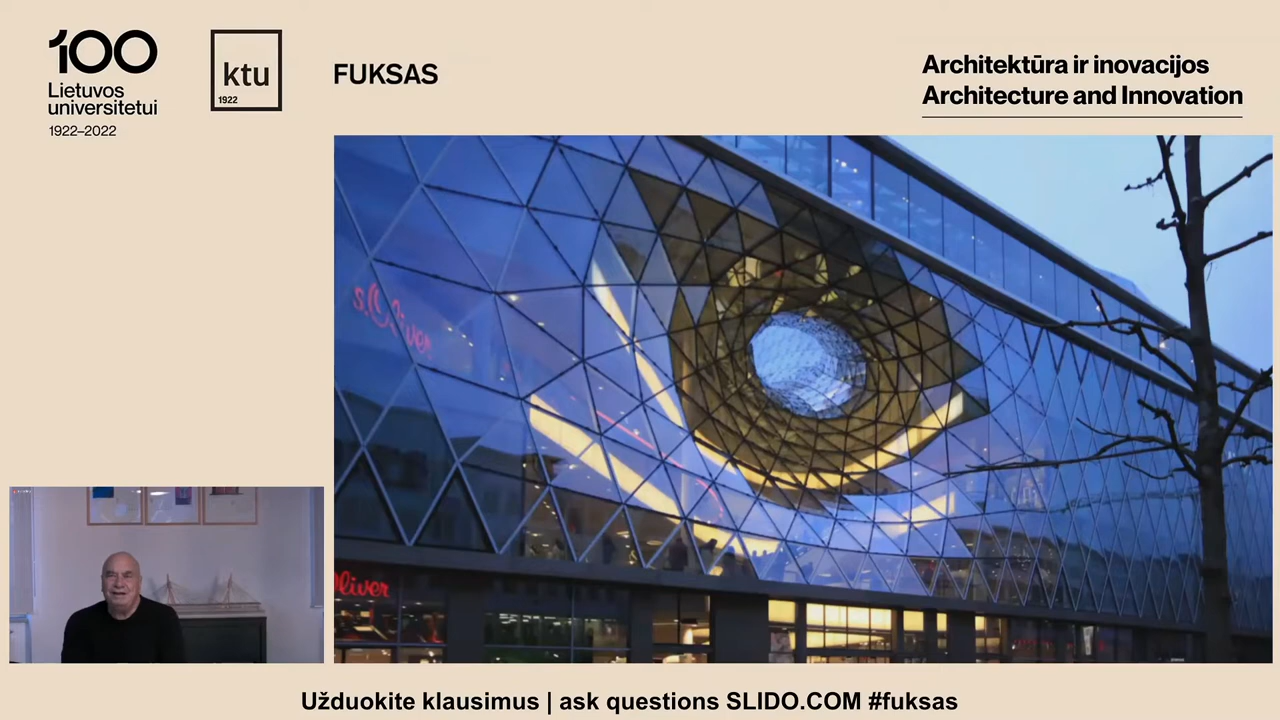 100
Lietuvos
universitetui
1922–2022
ktu
1922
FUKSAS
Architektūra ir inovacijos
Architecture and Innovation
s.Oliver
Oliver
Užduokite klausimus | ask questions SLIDO.COM #fuksas